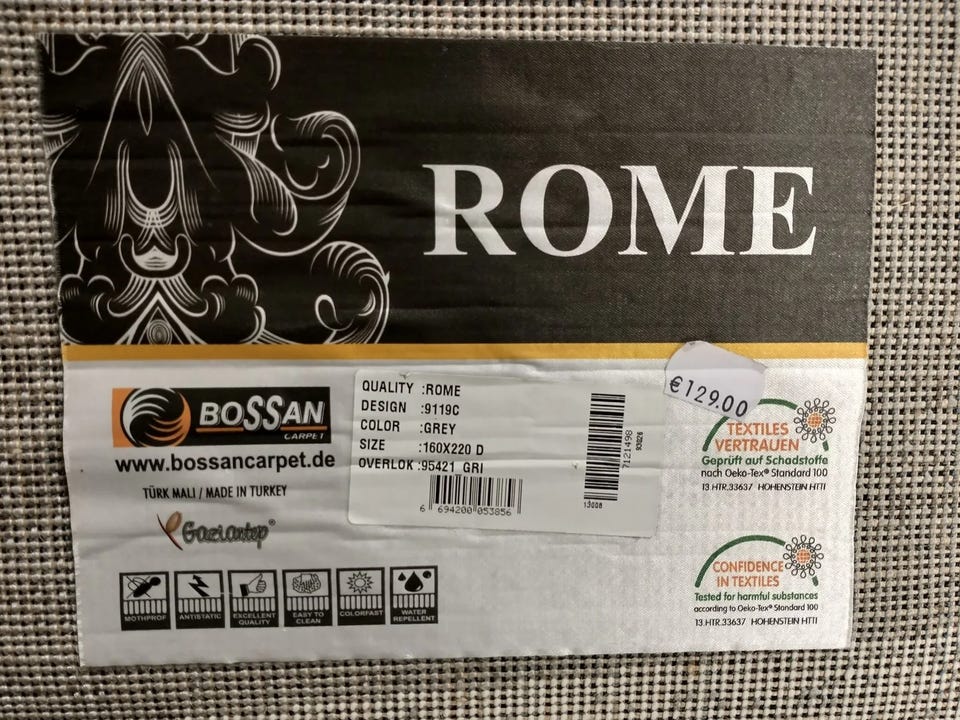 ROME
BOSSAN
CARPET
www.bossancarpet.de
TÜRK MALI / MADE IN TURKEY
Gaziantep®
MOTHPROF
ANTISTATIC
EXCELLENT
QUALITY
EASY TO
CLEAN
COLORFAST
WATER
REPELLENT
QUALITY :ROME
DESIGN :9119C
COLOR :GREY
SIZE :160X220 D
OVERLOK :95421 GRI
6 694200 053856
7121498
13008
€129.00
TEXTILES
VERTRAUEN
Geprüft auf Schadstoffe
nach Oeko-Tex® Standard 100
13.HTR.33637 HOHENSTEIN HTTI
CONFIDENCE
IN TEXTILES
Tested for harmful substances
according to Oeko-Tex® Standard 100
13.HTR.33637 HOHENSTEIN HTTI